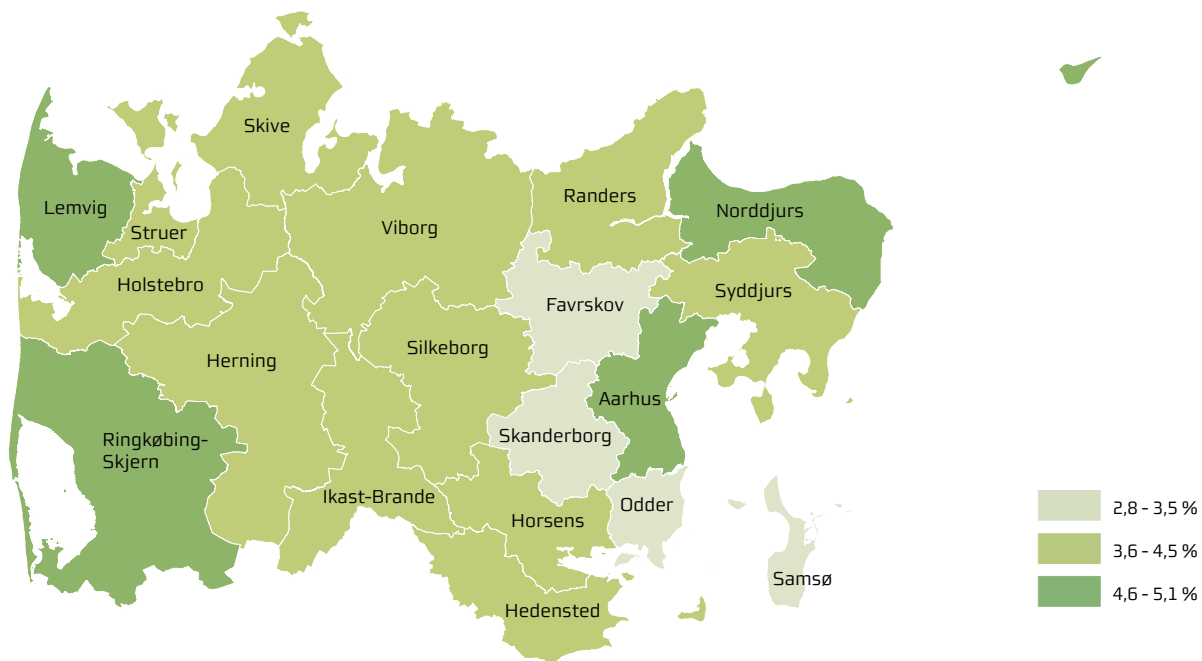 Skive
Lemvig
Struer
Randers
Norddjurs
Viborg
Holstebro
Favrskov
Syddjurs
Herning
Silkeborg
Aarhus
Ringkøbing-
Skjern
Skanderborg
Ikast-Brande
Horsens
Odder
Samsø
Hedensted
2,8 - 3,5 %
3,6 - 4,5 %
4,6 - 5,1 %